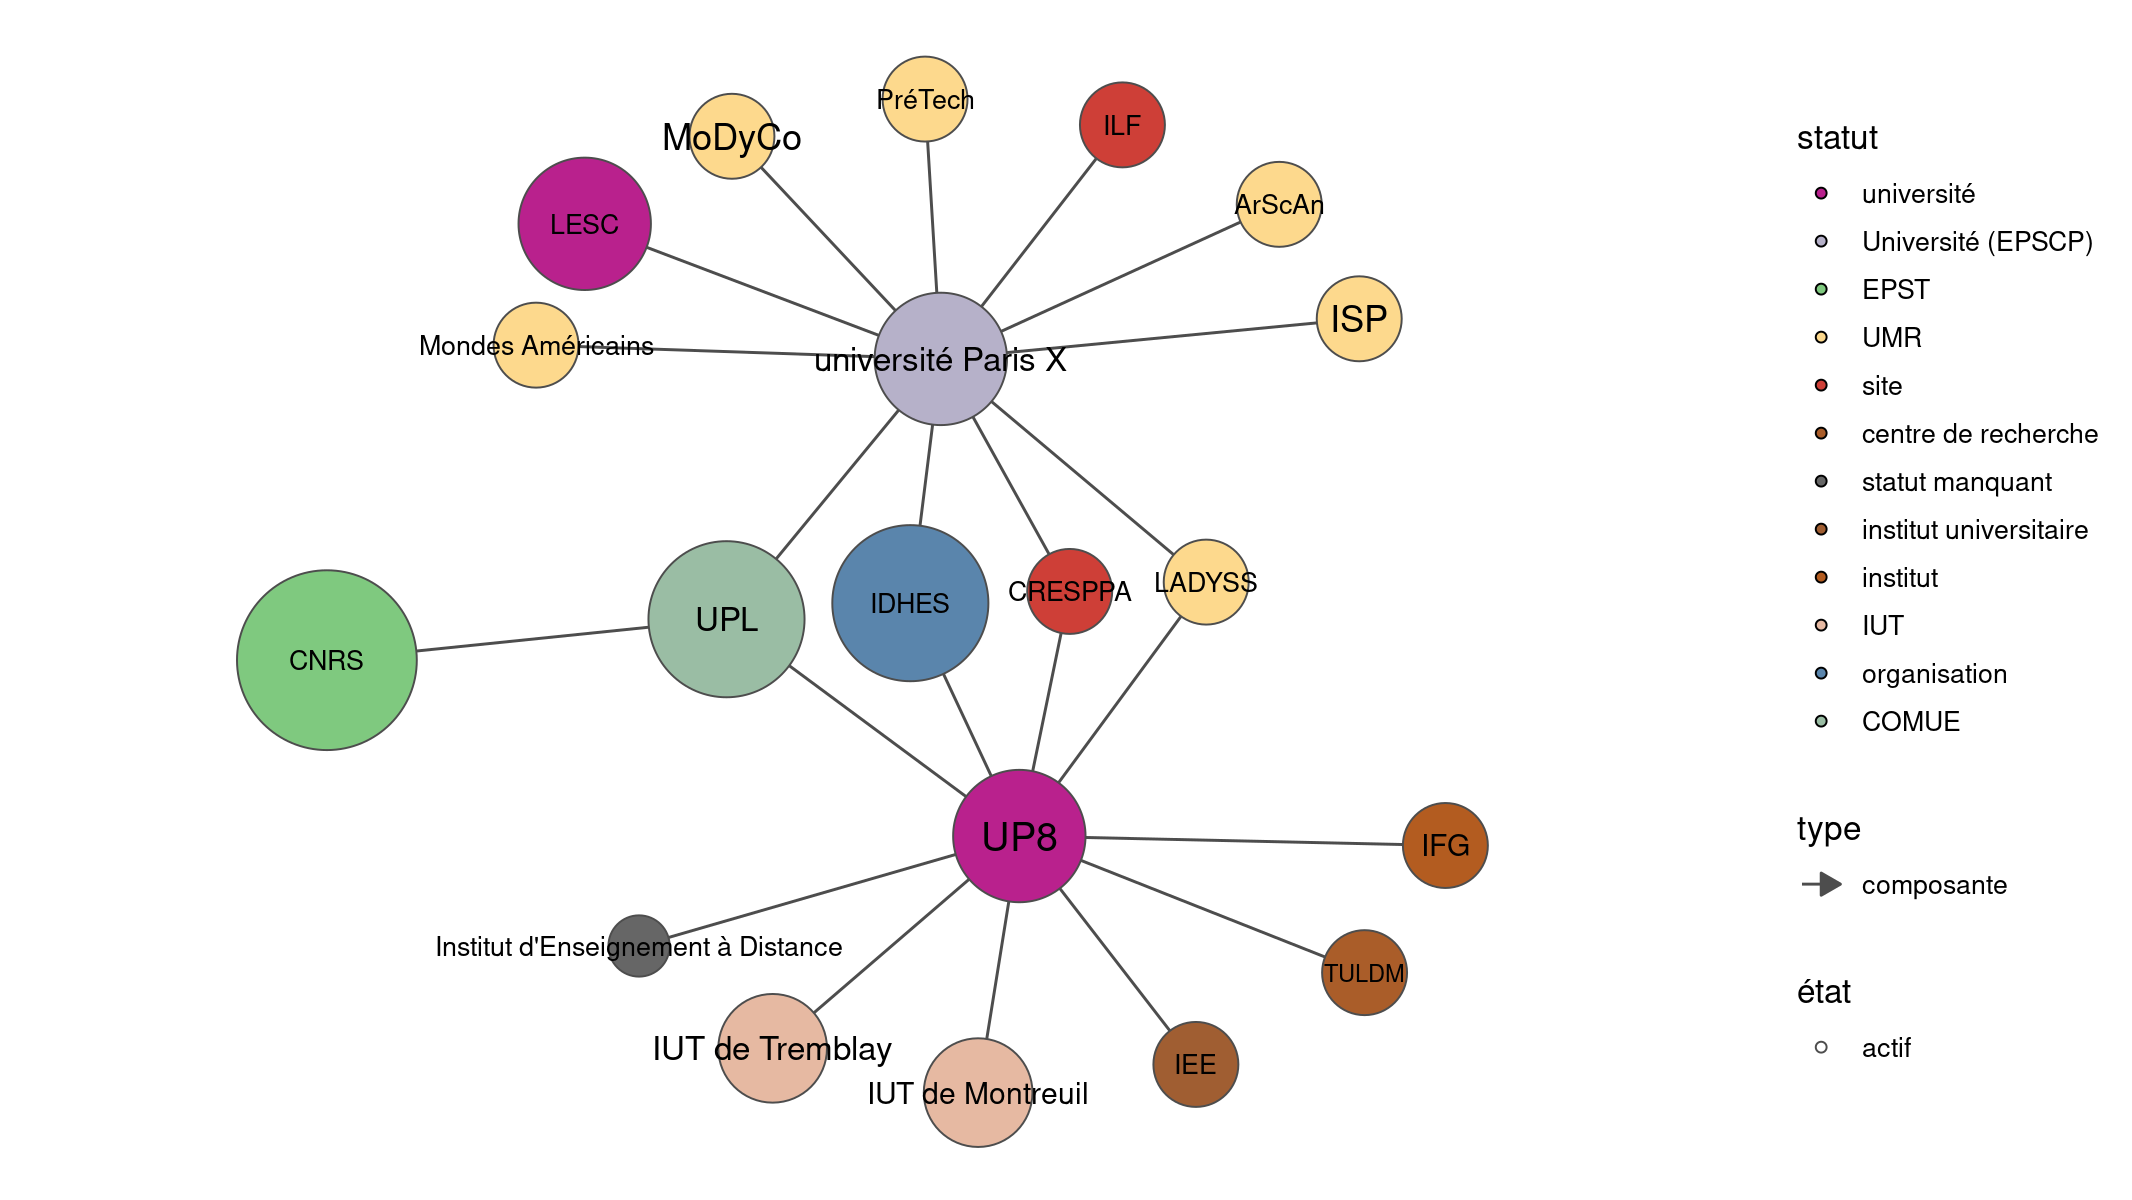 PréTech
MoDyCo
ILF
LESC
ArScAn
ISP
Mondes Américains
université Paris X
UPL
IDHES
CRESPPA
LADYSS
CNRS
UP8
IFG
Institut d'Enseignement à Distance
TULDM
IUT de Tremblay
IUT de Montreuil
IEE
statut
université
Université (EPSCP)
EPST
UMR
site
centre de recherche
statut manquant
institut universitaire
institut
IUT
organisation
COMUE
type
composante
état
actif